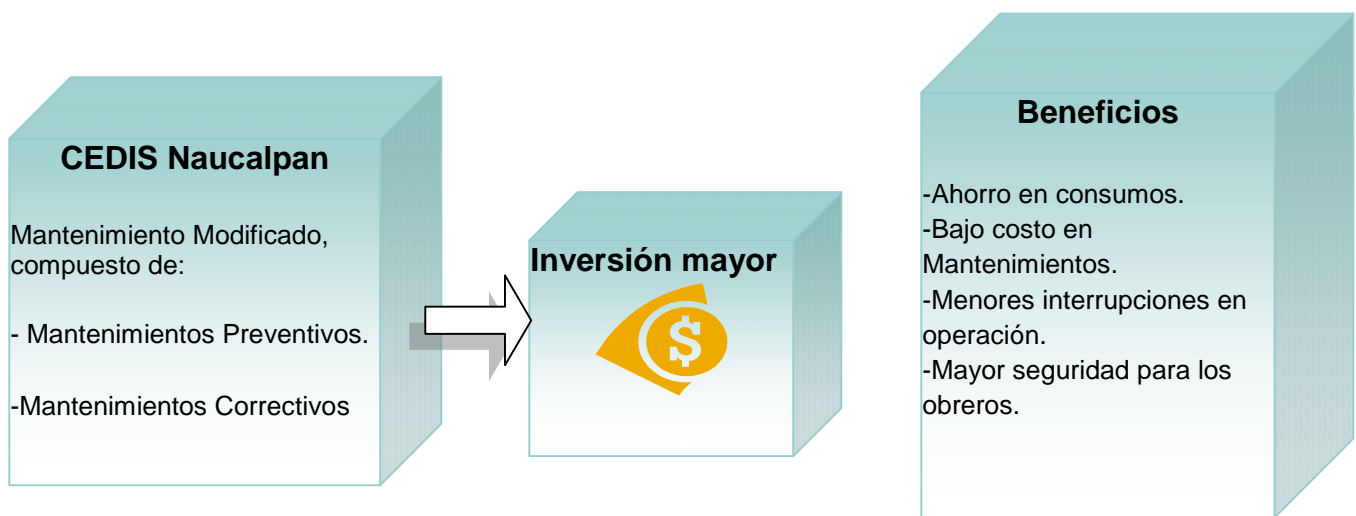 CEDIS Naucalpan
Mantenimiento Modificado,
compuesto de:
- Mantenimientos Preventivos.
-Mantenimientos Correctivos
Inversión mayor
$
Beneficios
-Ahorro en consumos.
-Bajo costo en
Mantenimientos.
-Menores interrupciones en
operación.
-Mayor seguridad para los
obreros.